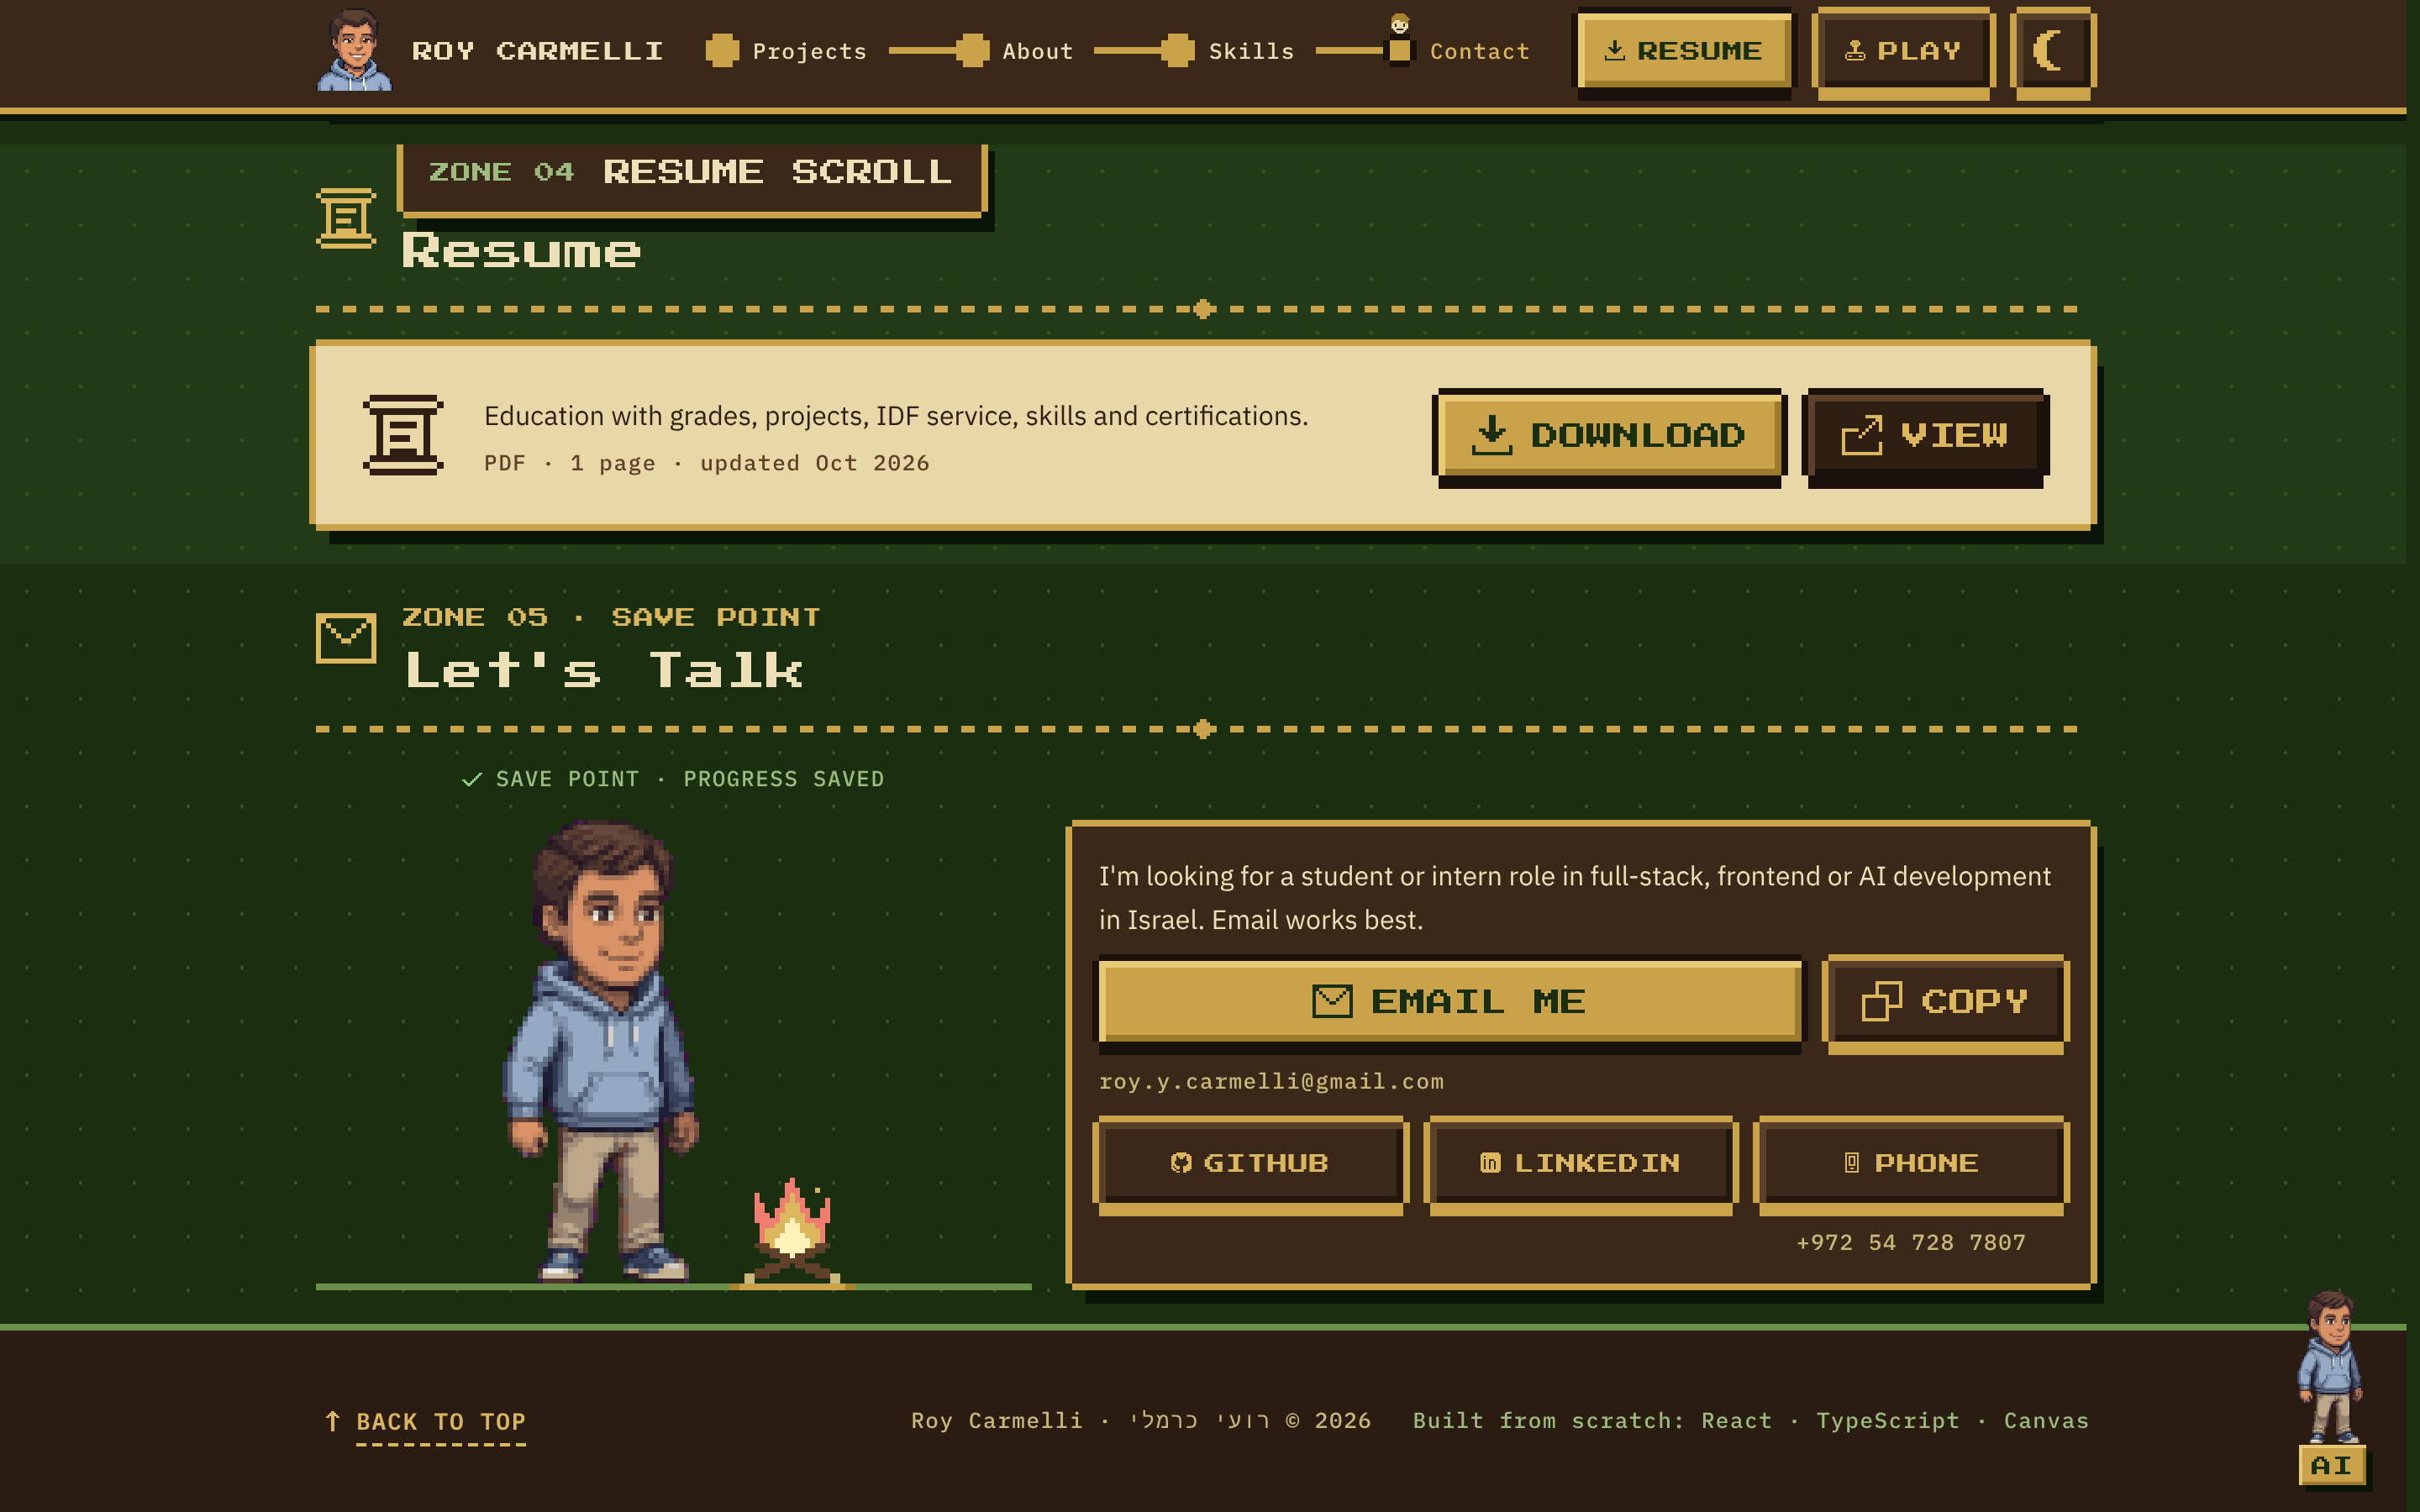 ROY CARMELLI
Projects
About
Skills
Contact
RESUME
PLAY
ZONE 04 RESUME SCROLL
Resume
Education with grades, projects, IDF service, skills and certifications.
PDF · 1 page · updated Oct 2026
DOWNLOAD
VIEW
ZONE 05 · SAVE POINT
Let's Talk
SAVE POINT · PROGRESS SAVED
I'm looking for a student or intern role in full-stack, frontend or AI development
in Israel. Email works best.
EMAIL ME
COPY
roy.y.carmelli@gmail.com
GITHUB
LINKEDIN
PHONE
+972 54 728 7807
↑ BACK TO TOP
Roy Carmelli · רועי כרמלי © 2026
Built from scratch: React · TypeScript · Canvas
AI